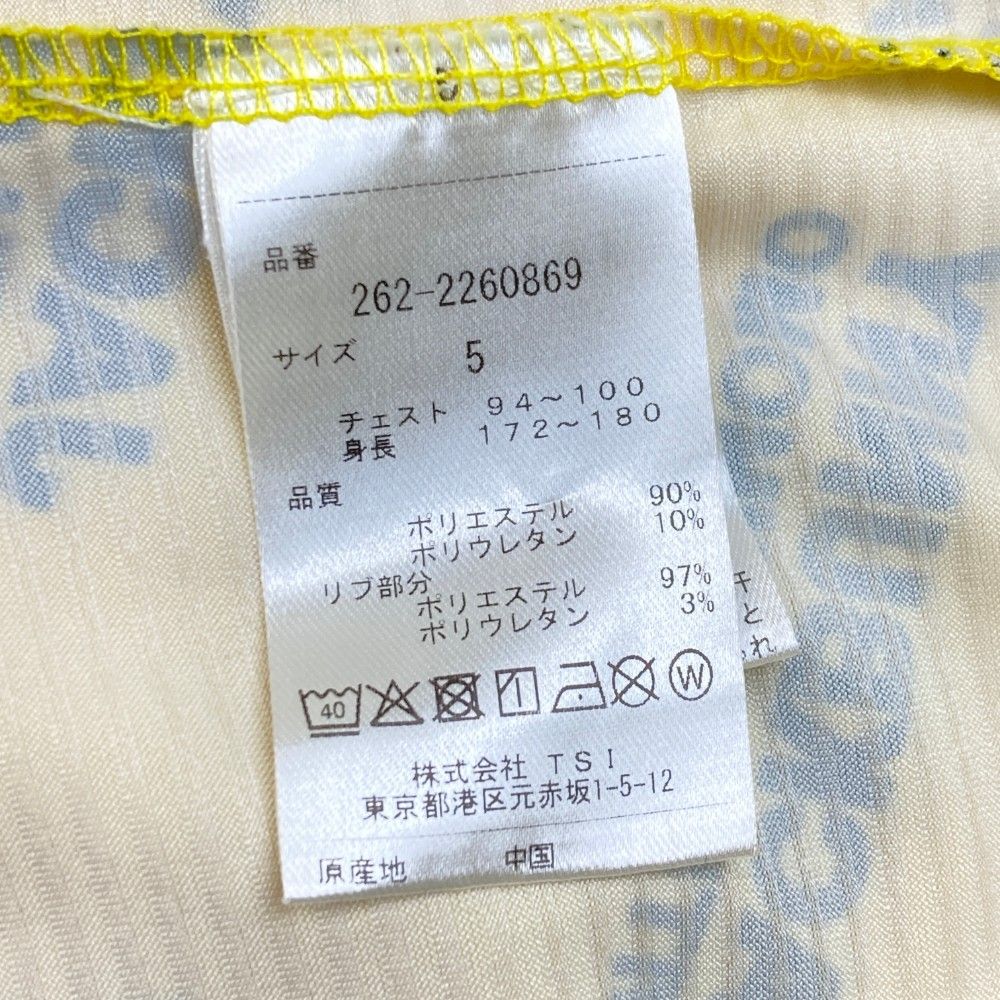 品番
262-2260869
サイズ 5
チェスト 94～100
身長 172～180
品質
ポリエステル 90%
ポリウレタン 10%
リブ部分
ポリエステル 97%
ポリウレタン 3%
40 W
株式会社 TSI
東京都港区元赤坂1-5-12
原産地 中国
と
れ